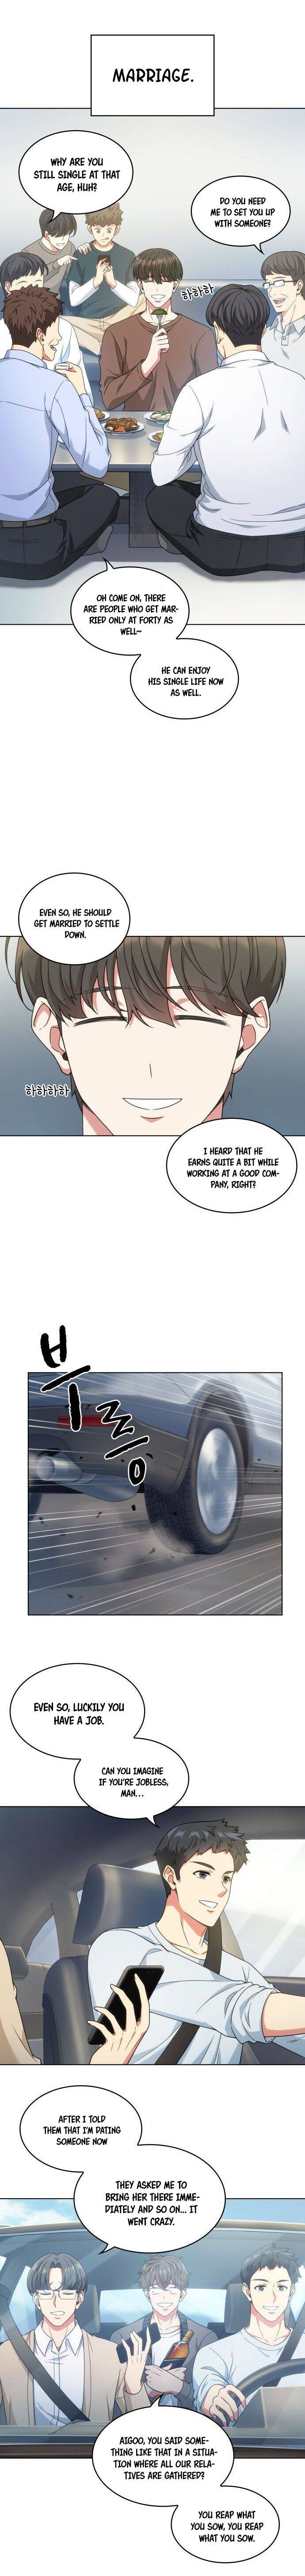 MARRIAGE.
WHY ARE YOU
STILL SINGLE AT THAT
AGE, HUH?
DO YOU NEED
ME TO SET YOU UP
WITH SOMEONE?
하하하
OH COME ON, THERE
ARE PEOPLE WHO GET MAR-
RIED ONLY AT FORTY AS
WELL~
HE CAN ENJOY
HIS SINGLE LIFE NOW
AS WELL.
EVEN SO, HE SHOULD
GET MARRIED TO SETTLE
DOWN.
하하하하
I HEARD THAT HE
EARNS QUITE A BIT WHILE
WORKING AT A GOOD COM-
PANY, RIGHT?
부
릉
EVEN SO, LUCKILY YOU
HAVE A JOB.
CAN YOU IMAGINE
IF YOU'RE JOBLESS,
MAN...
AFTER I TOLD
THEM THAT I'M DATING
SOMEONE NOW
THEY ASKED ME TO
BRING HER THERE IMME-
DIATELY AND SO ON... IT
WENT CRAZY.
AIGOO, YOU SAID SOME-
THING LIKE THAT IN A SITUA-
TION WHERE ALL OUR RELA-
TIVES ARE GATHERED?
YOU REAP WHAT
YOU SOW, YOU REAP
WHAT YOU SOW.